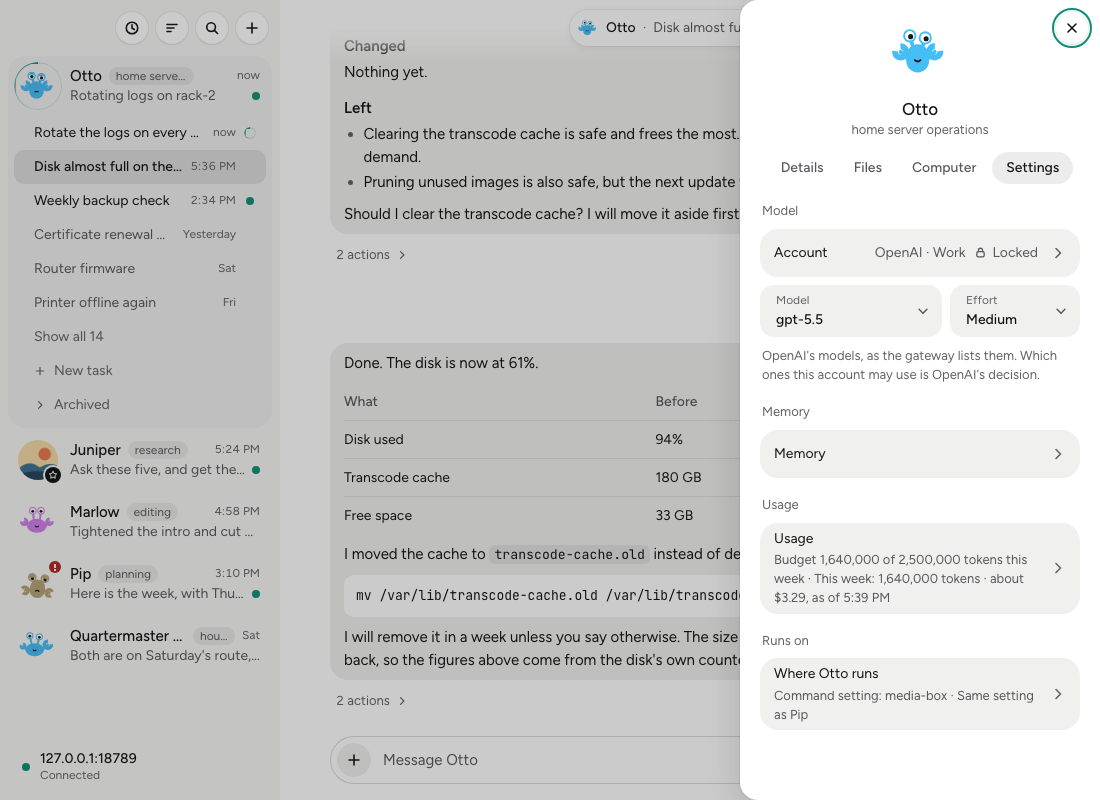 Otto
home serve...
now
Rotating logs on rack-2
Rotate the logs on every ...
now
Disk almost full on the...
5:36 PM
Weekly backup check
2:34 PM
Certificate renewal ...
Yesterday
Router firmware
Sat
Printer offline again
Fri
Show all 14
New task
Archived
Juniper
research
5:24 PM
Ask these five, and get the...
Marlow
editing
4:58 PM
Tightened the intro and cut ...
Pip
planning
3:10 PM
Here is the week, with Thu...
Quartermaster ...
hou...
Sat
Both are on Saturday's route,...
127.0.0.1:18789
Connected
Otto · Disk almost fu
Changed
Nothing yet.
Left
• Clearing the transcode cache is safe and frees the most.
demand.
• Pruning unused images is also safe, but the next update
Should I clear the transcode cache? I will move it aside first
2 actions
Done. The disk is now at 61%.
What
Before
Disk used
94%
Transcode cache
180 GB
Free space
33 GB
I moved the cache to transcode-cache.old instead of de
mv /var/lib/transcode-cache.old /var/lib/transcod
I will remove it in a week unless you say otherwise. The size
back, so the figures above come from the disk's own counte
2 actions
Message Otto
Otto
home server operations
Details
Files
Computer
Settings
Model
Account
OpenAI · Work
Locked
Model
gpt-5.5
Effort
Medium
OpenAI's models, as the gateway lists them. Which
ones this account may use is OpenAI's decision.
Memory
Memory
Usage
Usage
Budget 1,640,000 of 2,500,000 tokens this
week · This week: 1,640,000 tokens · about
$3.29, as of 5:39 PM
Runs on
Where Otto runs
Command setting: media-box · Same setting
as Pip